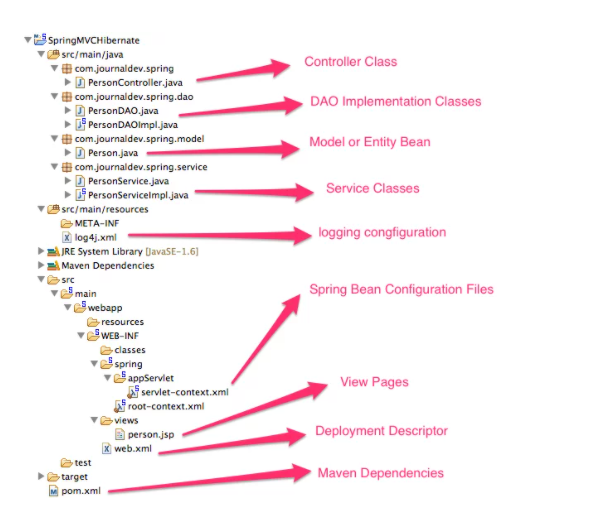 SpringMVCHibernate
src/main/java
com.journaldev.spring
Controller Class
PersonController.java
com.journaldev.spring.dao
DAO Implementation Classes
PersonDAO.java
PersonDAOImpl.java
com.journaldev.spring.model
Model or Entity Bean
Person.java
com.journaldev.spring.service
PersonService.java
Service Classes
PersonServiceImpl.java
src/main/resources
META-INF
logging congfiguration
log4j.xml
JRE System Library [JavaSE-1.6]
Maven Dependencies
src
Spring Bean Configuration Files
main
webapp
resources
WEB-INF
classes
spring
appServlet
View Pages
servlet-context.xml
root-context.xml
views
Deployment Descriptor
person.jsp
web.xml
test
Maven Dependencies
target
pom.xml